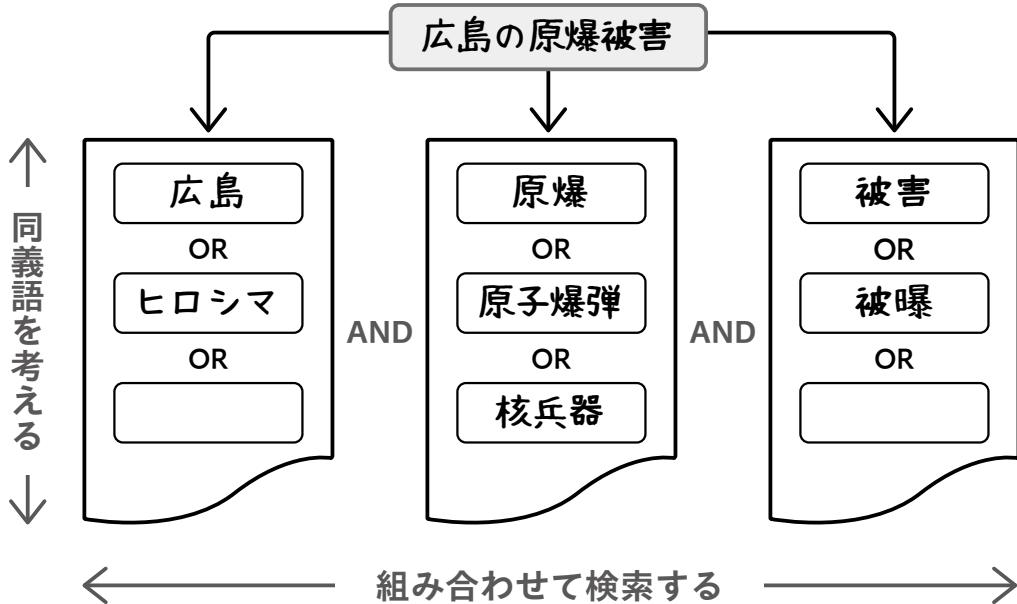 広島の原爆被害
同義語を考える
広島
OR
ヒロシマ
OR
AND
原爆
OR
原子爆弾
OR
核兵器
AND
被害
OR
被曝
OR
組み合わせて検索する